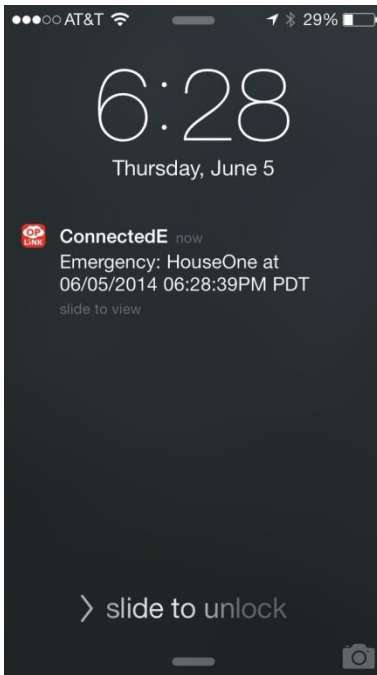 AT&T 29%
6:28
Thursday, June 5
OP
LINK
ConnectedE now
Emergency: HouseOne at
06/05/2014 06:28:39PM PDT
slide to view
slide to unlock